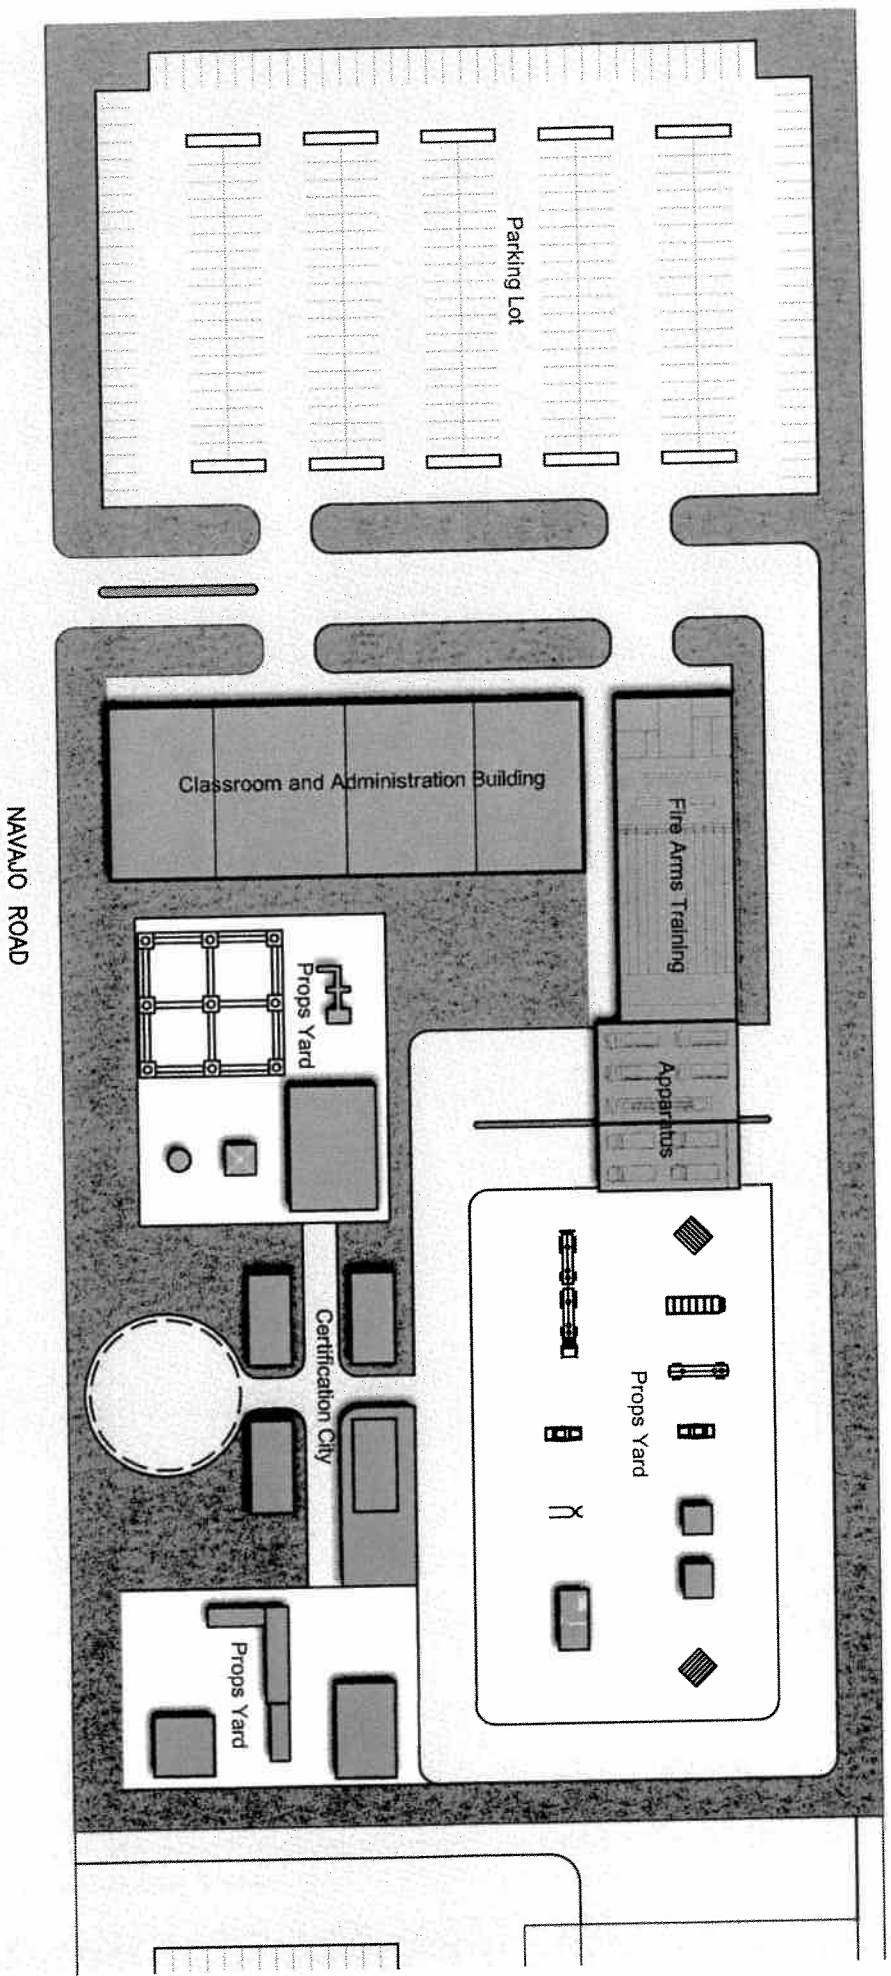 Parking Lot
Classroom and Administration Building
Fire Arms Training
NAVAJO ROAD
Props Yard
Apparatus
Certification City
Props Yard
Props Yard